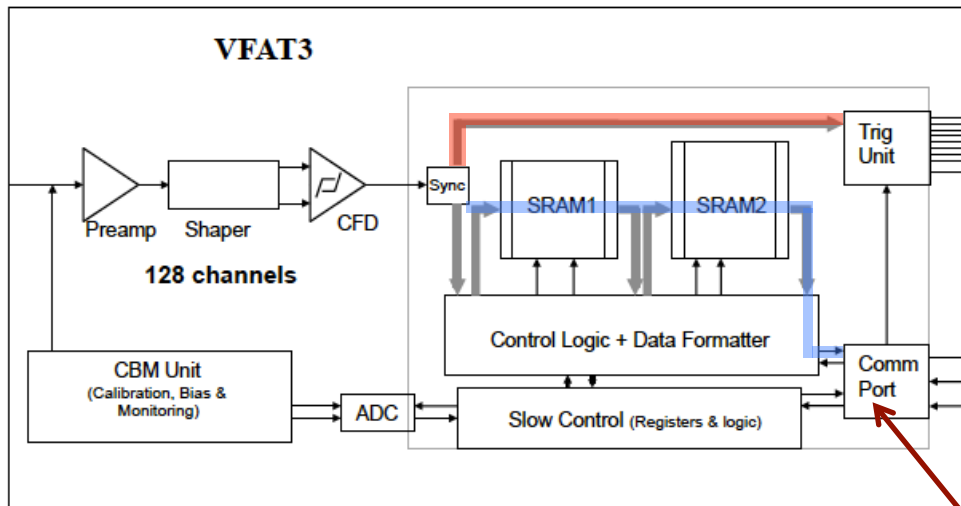 VFAT3
Trig
Unit
Sync
SRAM1
SRAM2
Preamp
Shaper
CFD
128 channels
Control Logic + Data Formatter
CBM Unit
(Calibration, Bias &
Monitoring)
ADC
Slow Control (Registers & logic)
Comm
Port